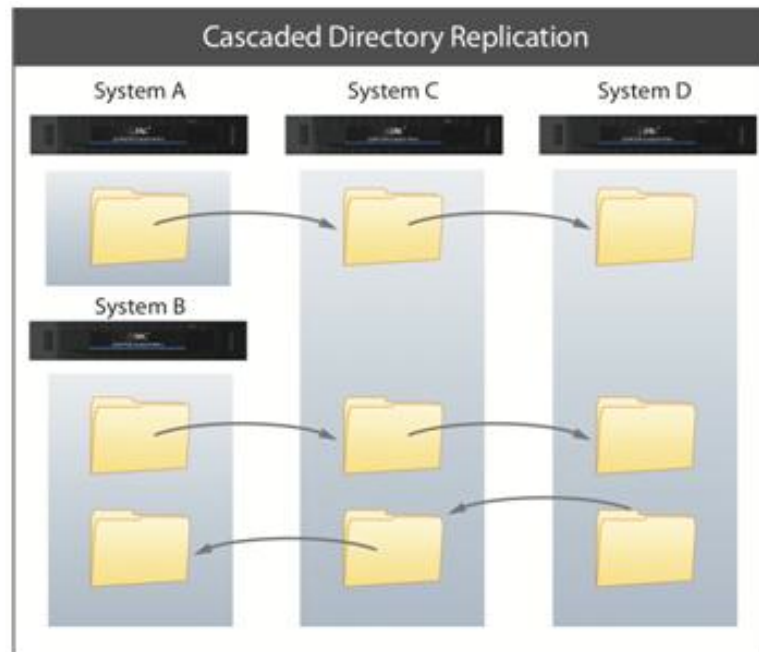 Cascaded Directory Replication
System A
System C
System D
System B